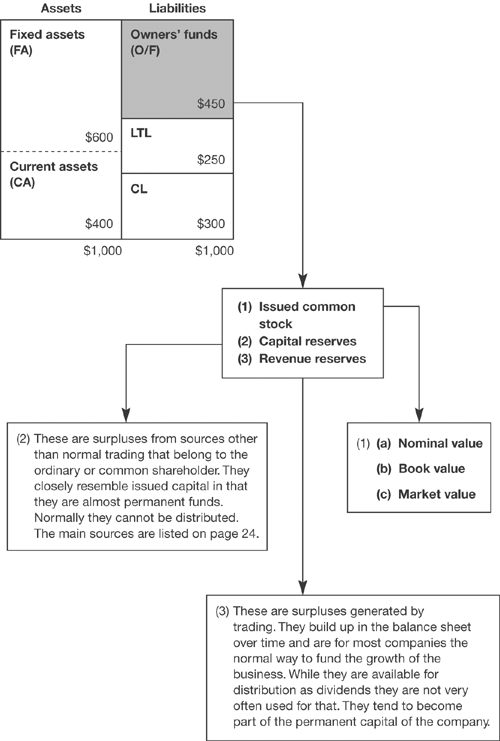 Assets
Liabilities
Fixed assets
(FA)
$600
Current assets
(CA)
$400
$1,000
Owners' funds
(O/F)
$450
LTL
$250
CL
$300
$1,000
(1) Issued common
stock
(2) Capital reserves
(3) Revenue reserves
(2) These are surpluses from sources other
than normal trading that belong to the
ordinary or common shareholder. They
closely resemble issued capital in that
they are almost permanent funds.
Normally they cannot be distributed.
The main sources are listed on page 24.
(1) (a) Nominal value
(b) Book value
(c) Market value
(3) These are surpluses generated by
trading. They build up in the balance sheet
over time and are for most companies the
normal way to fund the growth of the
business. While they are available for
distribution as dividends they are not very
often used for that. They tend to become
part of the permanent capital of the company.